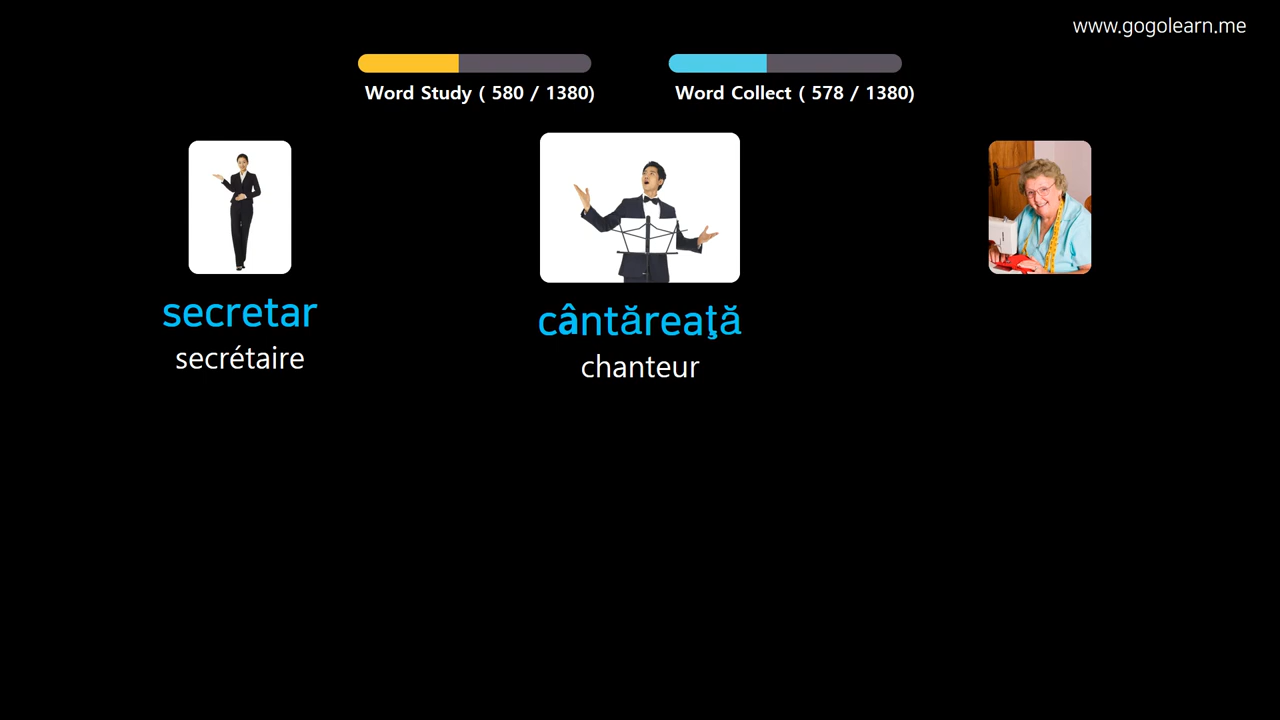 www.gogolearn.me
Word Study ( 580 / 1380)
Word Collect ( 578 / 1380)
secretar
secrétaire
cântăreaţă
chanteur